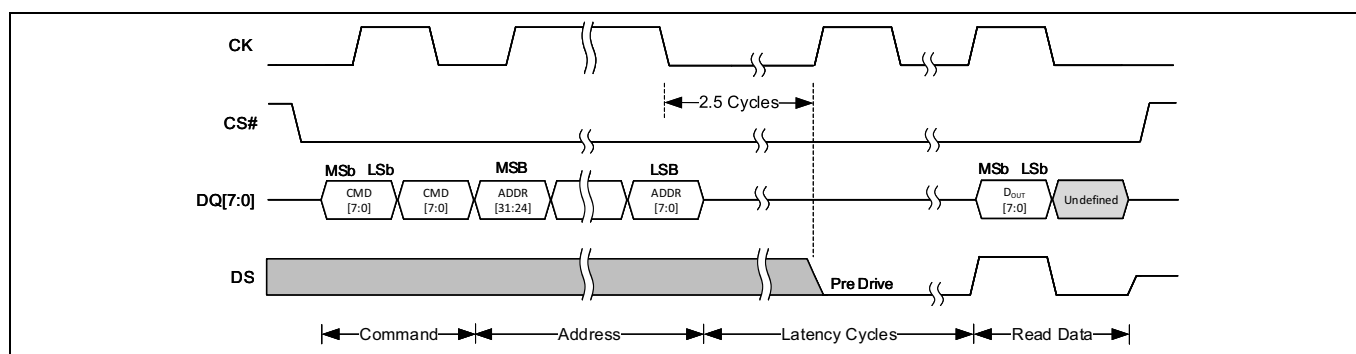 CK
2.5 Cycles
CS#
MSb LSb MSB LSB MSb LSb
DQ[7:0] CMD [7:0] CMD [7:0] ADDR [31:24] ADDR [7:0] DOUT [7:0] Undefined
DS Pre Drive
Command Address Latency Cycles Read Data